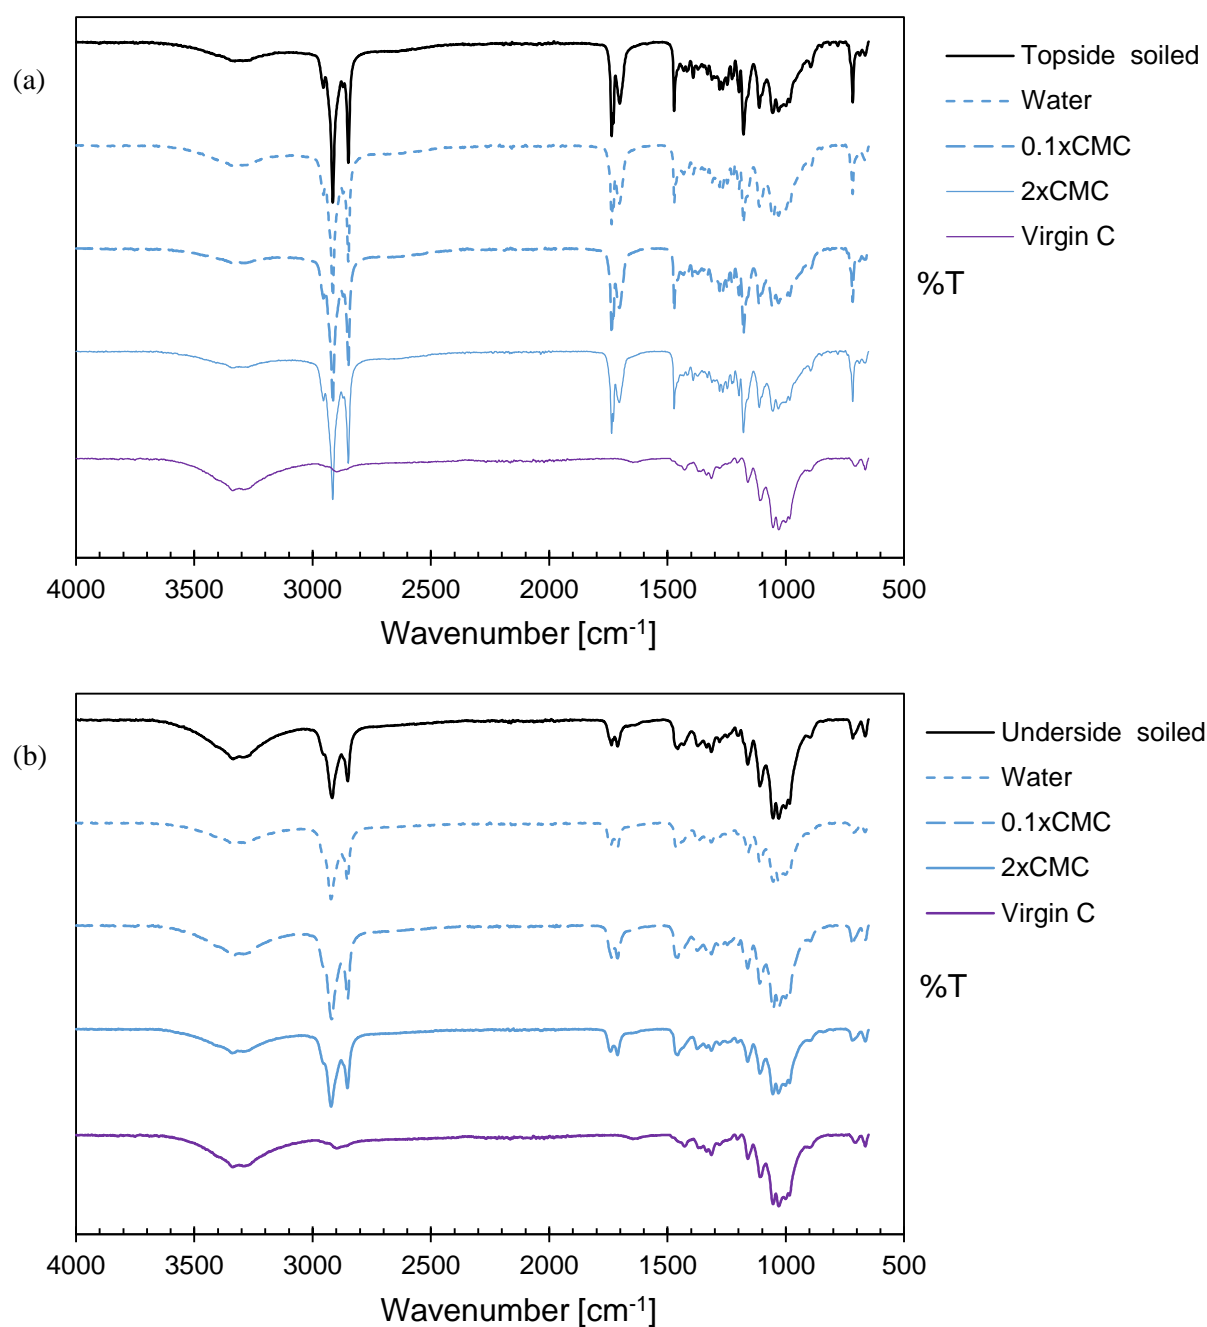 (a)
Topside soiled
Water
0.1xCMC
2xCMC
Virgin C
%T
4000 3500 3000 2500 2000 1500 1000 500
Wavenumber [cm-1]
(b)
Underside soiled
Water
0.1xCMC
2xCMC
Virgin C
%T
4000 3500 3000 2500 2000 1500 1000 500
Wavenumber [cm-1]